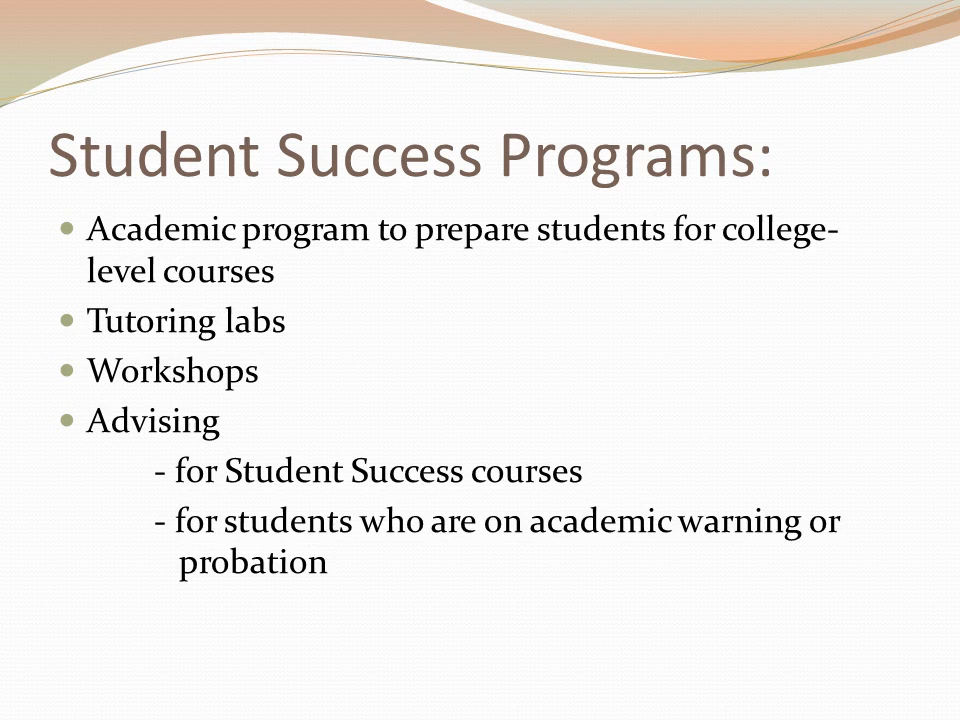 Student Success Programs:
• Academic program to prepare students for college-
level courses
• Tutoring labs
• Workshops
• Advising
- for Student Success courses
- for students who are on academic warning or
probation